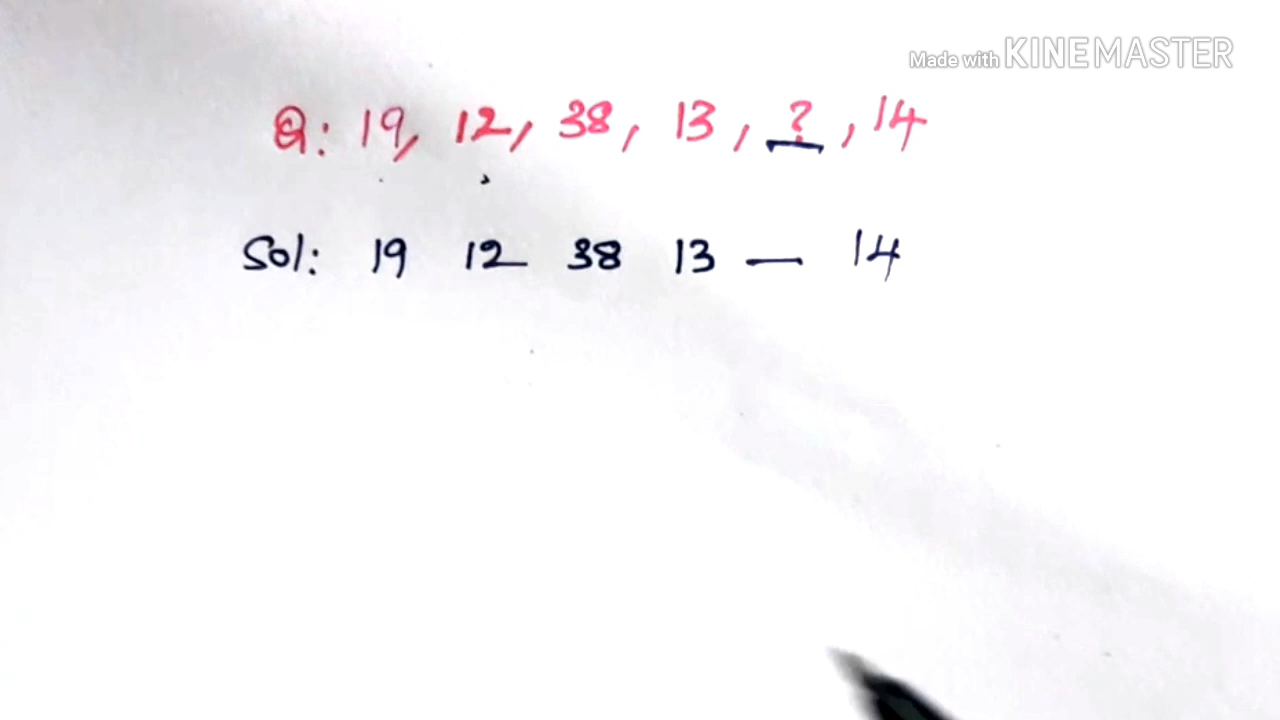 Made with KINEMASTER
Q: 19, 12, 38, 13, ?, 14
Sol: 19 12 38 13 — 14